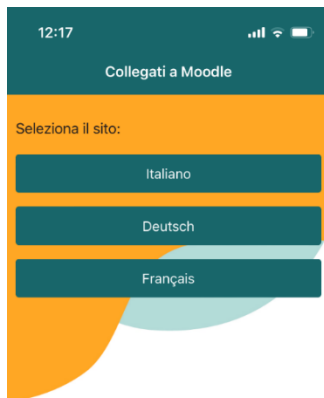 12:17
Collegati a Moodle
Seleziona il sito:
Italiano
Deutsch
Français